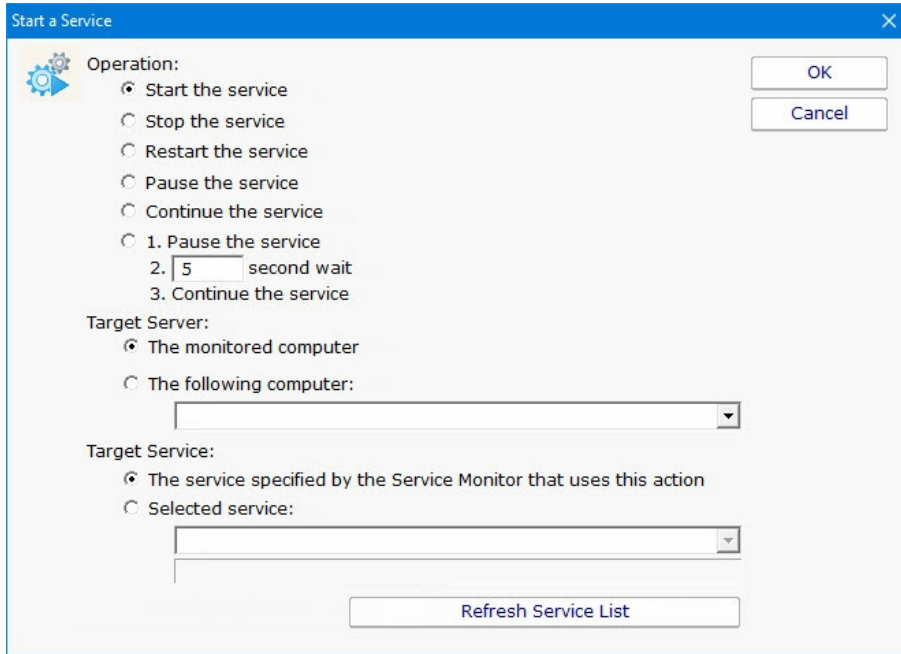 Start a Service
Operation:
Start the service
Stop the service
Restart the service
Pause the service
Continue the service
1. Pause the service
2. 5 second wait
3. Continue the service
Target Server:
The monitored computer
The following computer:
Target Service:
The service specified by the Service Monitor that uses this action
Selected service:
Refresh Service List
OK
Cancel